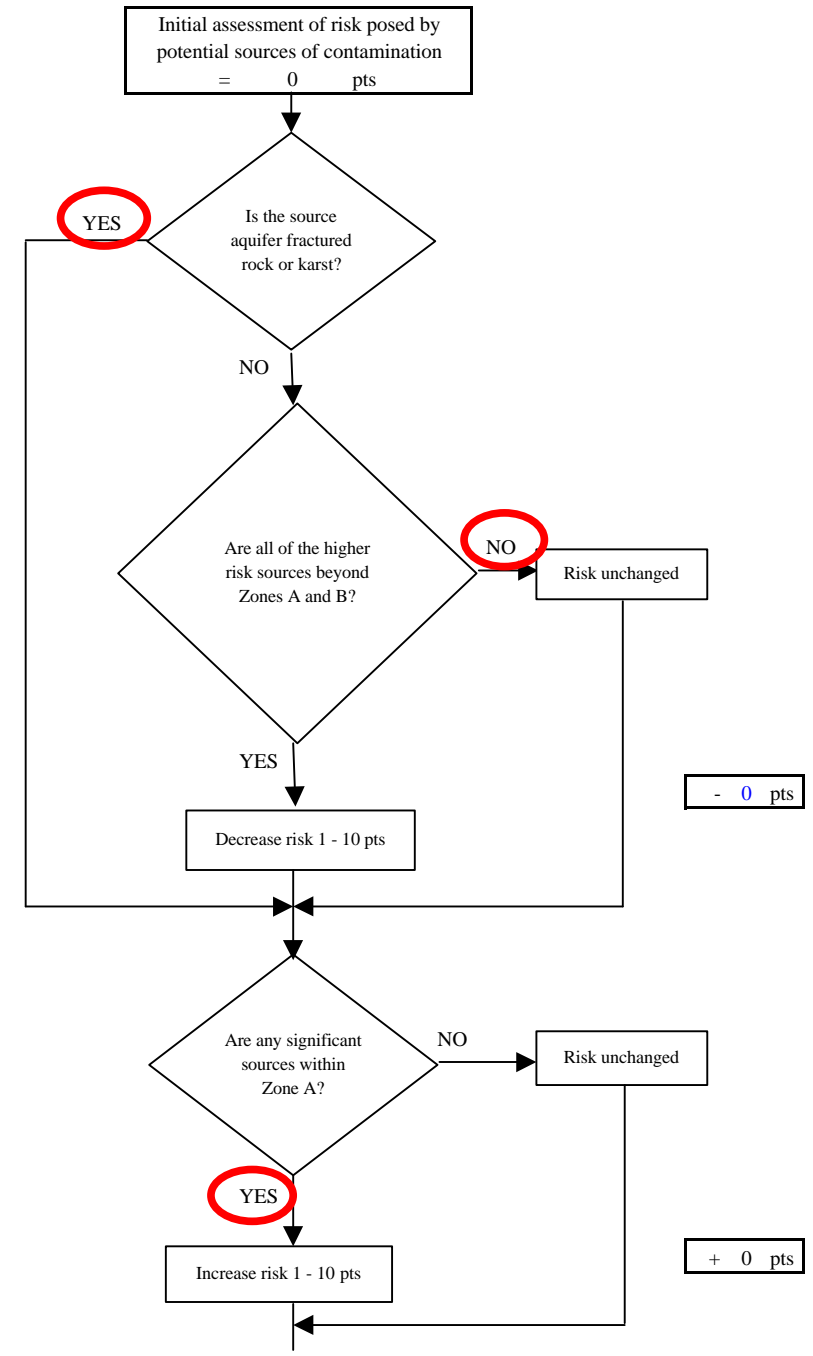 Initial assessment of risk posed by
potential sources of contamination
= 0 pts
YES
Is the source
aquifer fractured
rock or karst?
NO
Are all of the higher
risk sources beyond
Zones A and B?
NO
Risk unchanged
YES
- 0 pts
Decrease risk 1 - 10 pts
Are any significant
sources within
Zone A?
NO
Risk unchanged
YES
+ 0 pts
Increase risk 1 - 10 pts